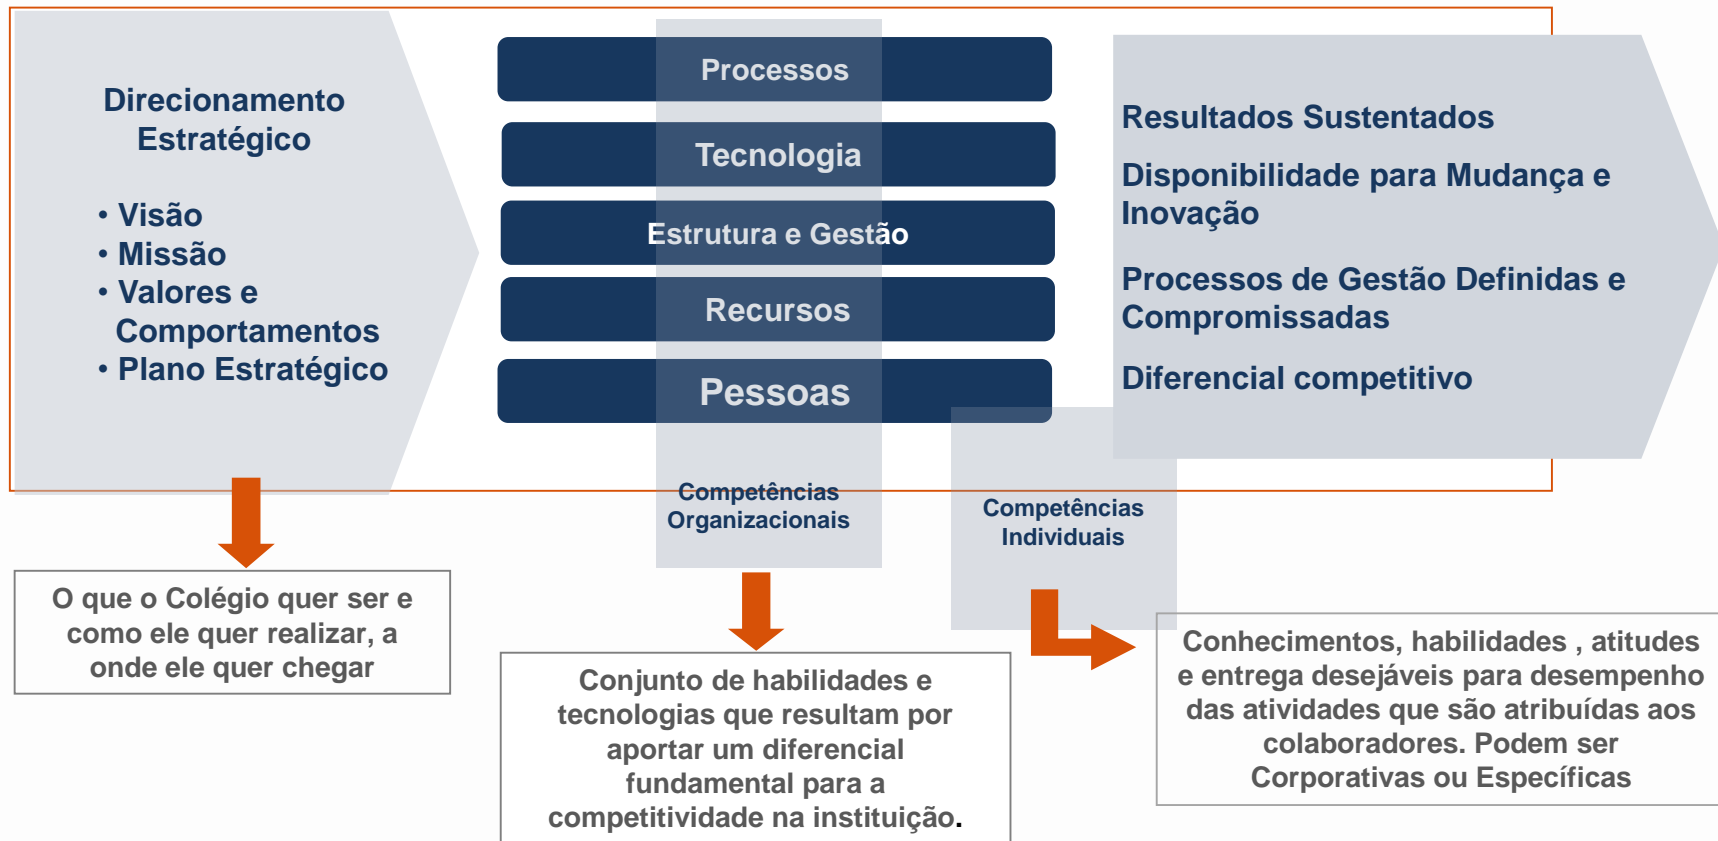 Direcionamento
Estratégico
• Visão
• Missão
• Valores e
Comportamentos
• Plano Estratégico
Processos
Tecnologia
Estrutura e Gestão
Recursos
Pessoas
Competências
Organizacionais
Competências
Individuais
Resultados Sustentados
Disponibilidade para Mudança e
Inovação
Processos de Gestão Definidas e
Compromissadas
Diferencial competitivo
O que o Colégio quer ser e
como ele quer realizar, a
onde ele quer chegar
Conjunto de habilidades e
tecnologias que resultam por
aportar um diferencial
fundamental para a
competitividade na instituição.
Conhecimentos, habilidades , atitudes
e entrega desejáveis para desempenho
das atividades que são atribuídas aos
colaboradores. Podem ser
Corporativas ou Específicas